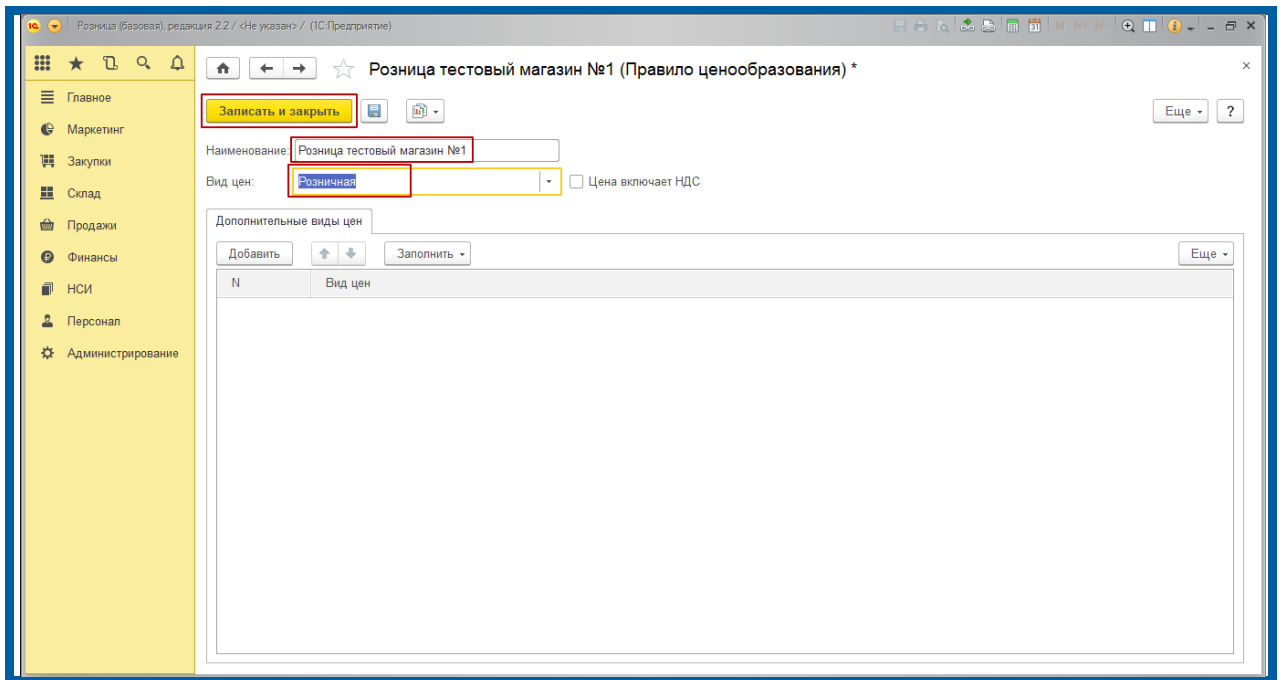 Розница (базовая), редакция 2.2 / <Не указан> / (1С:Предприятие)
M M+ M-
Розница тестовый магазин №1 (Правило ценообразования) *
Главное
Маркетинг
Закупки
Склад
Продажи
Финансы
НСИ
Персонал
Администрирование
Записать и закрыть
Еще
?
Наименование: Розница тестовый магазин №1
Вид цен: Розничная Цена включает НДС
Дополнительные виды цен
Добавить Заполнить Еще
N Вид цен